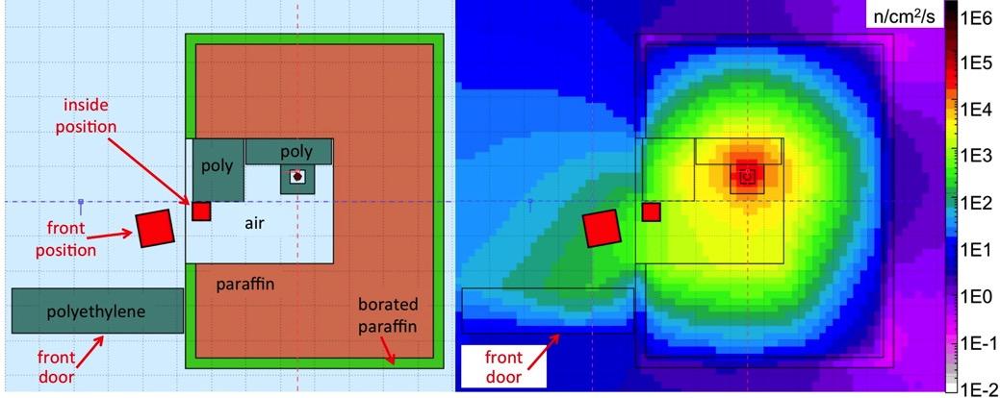 inside
position
poly
poly
front
position
air
paraffin
polyethylene
borated
paraffin
front
door
front
door
n/cm²/s
1E6
1E5
1E4
1E3
1E2
1E1
1E0
1E-1
1E-2